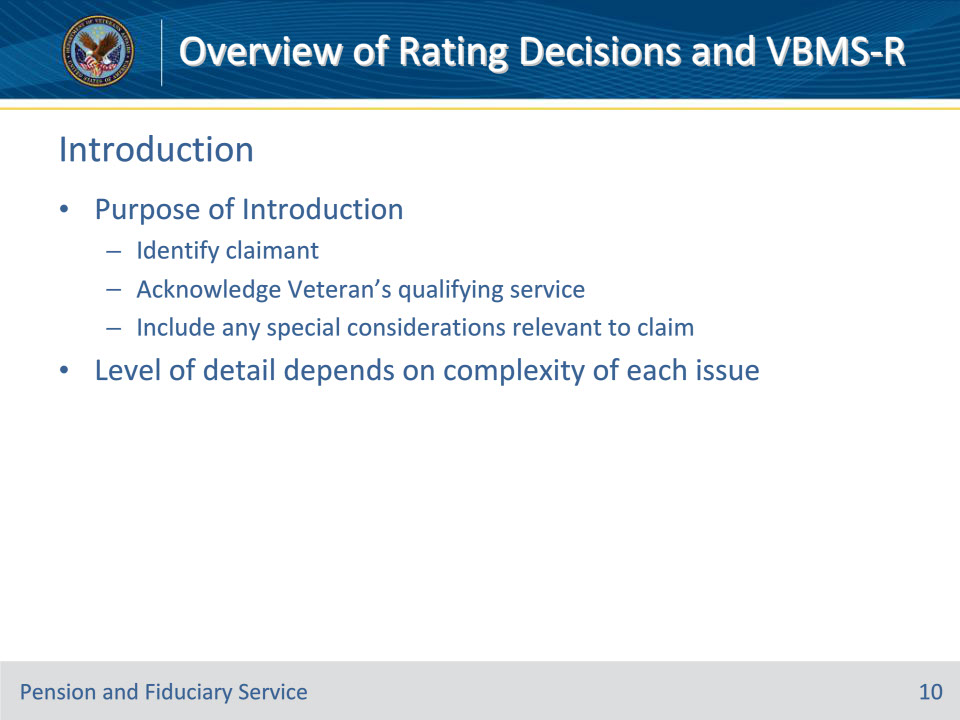 Overview of Rating Decisions and VBMS-R
Introduction
• Purpose of Introduction
– Identify claimant
– Acknowledge Veteran’s qualifying service
– Include any special considerations relevant to claim
• Level of detail depends on complexity of each issue
Pension and Fiduciary Service
10